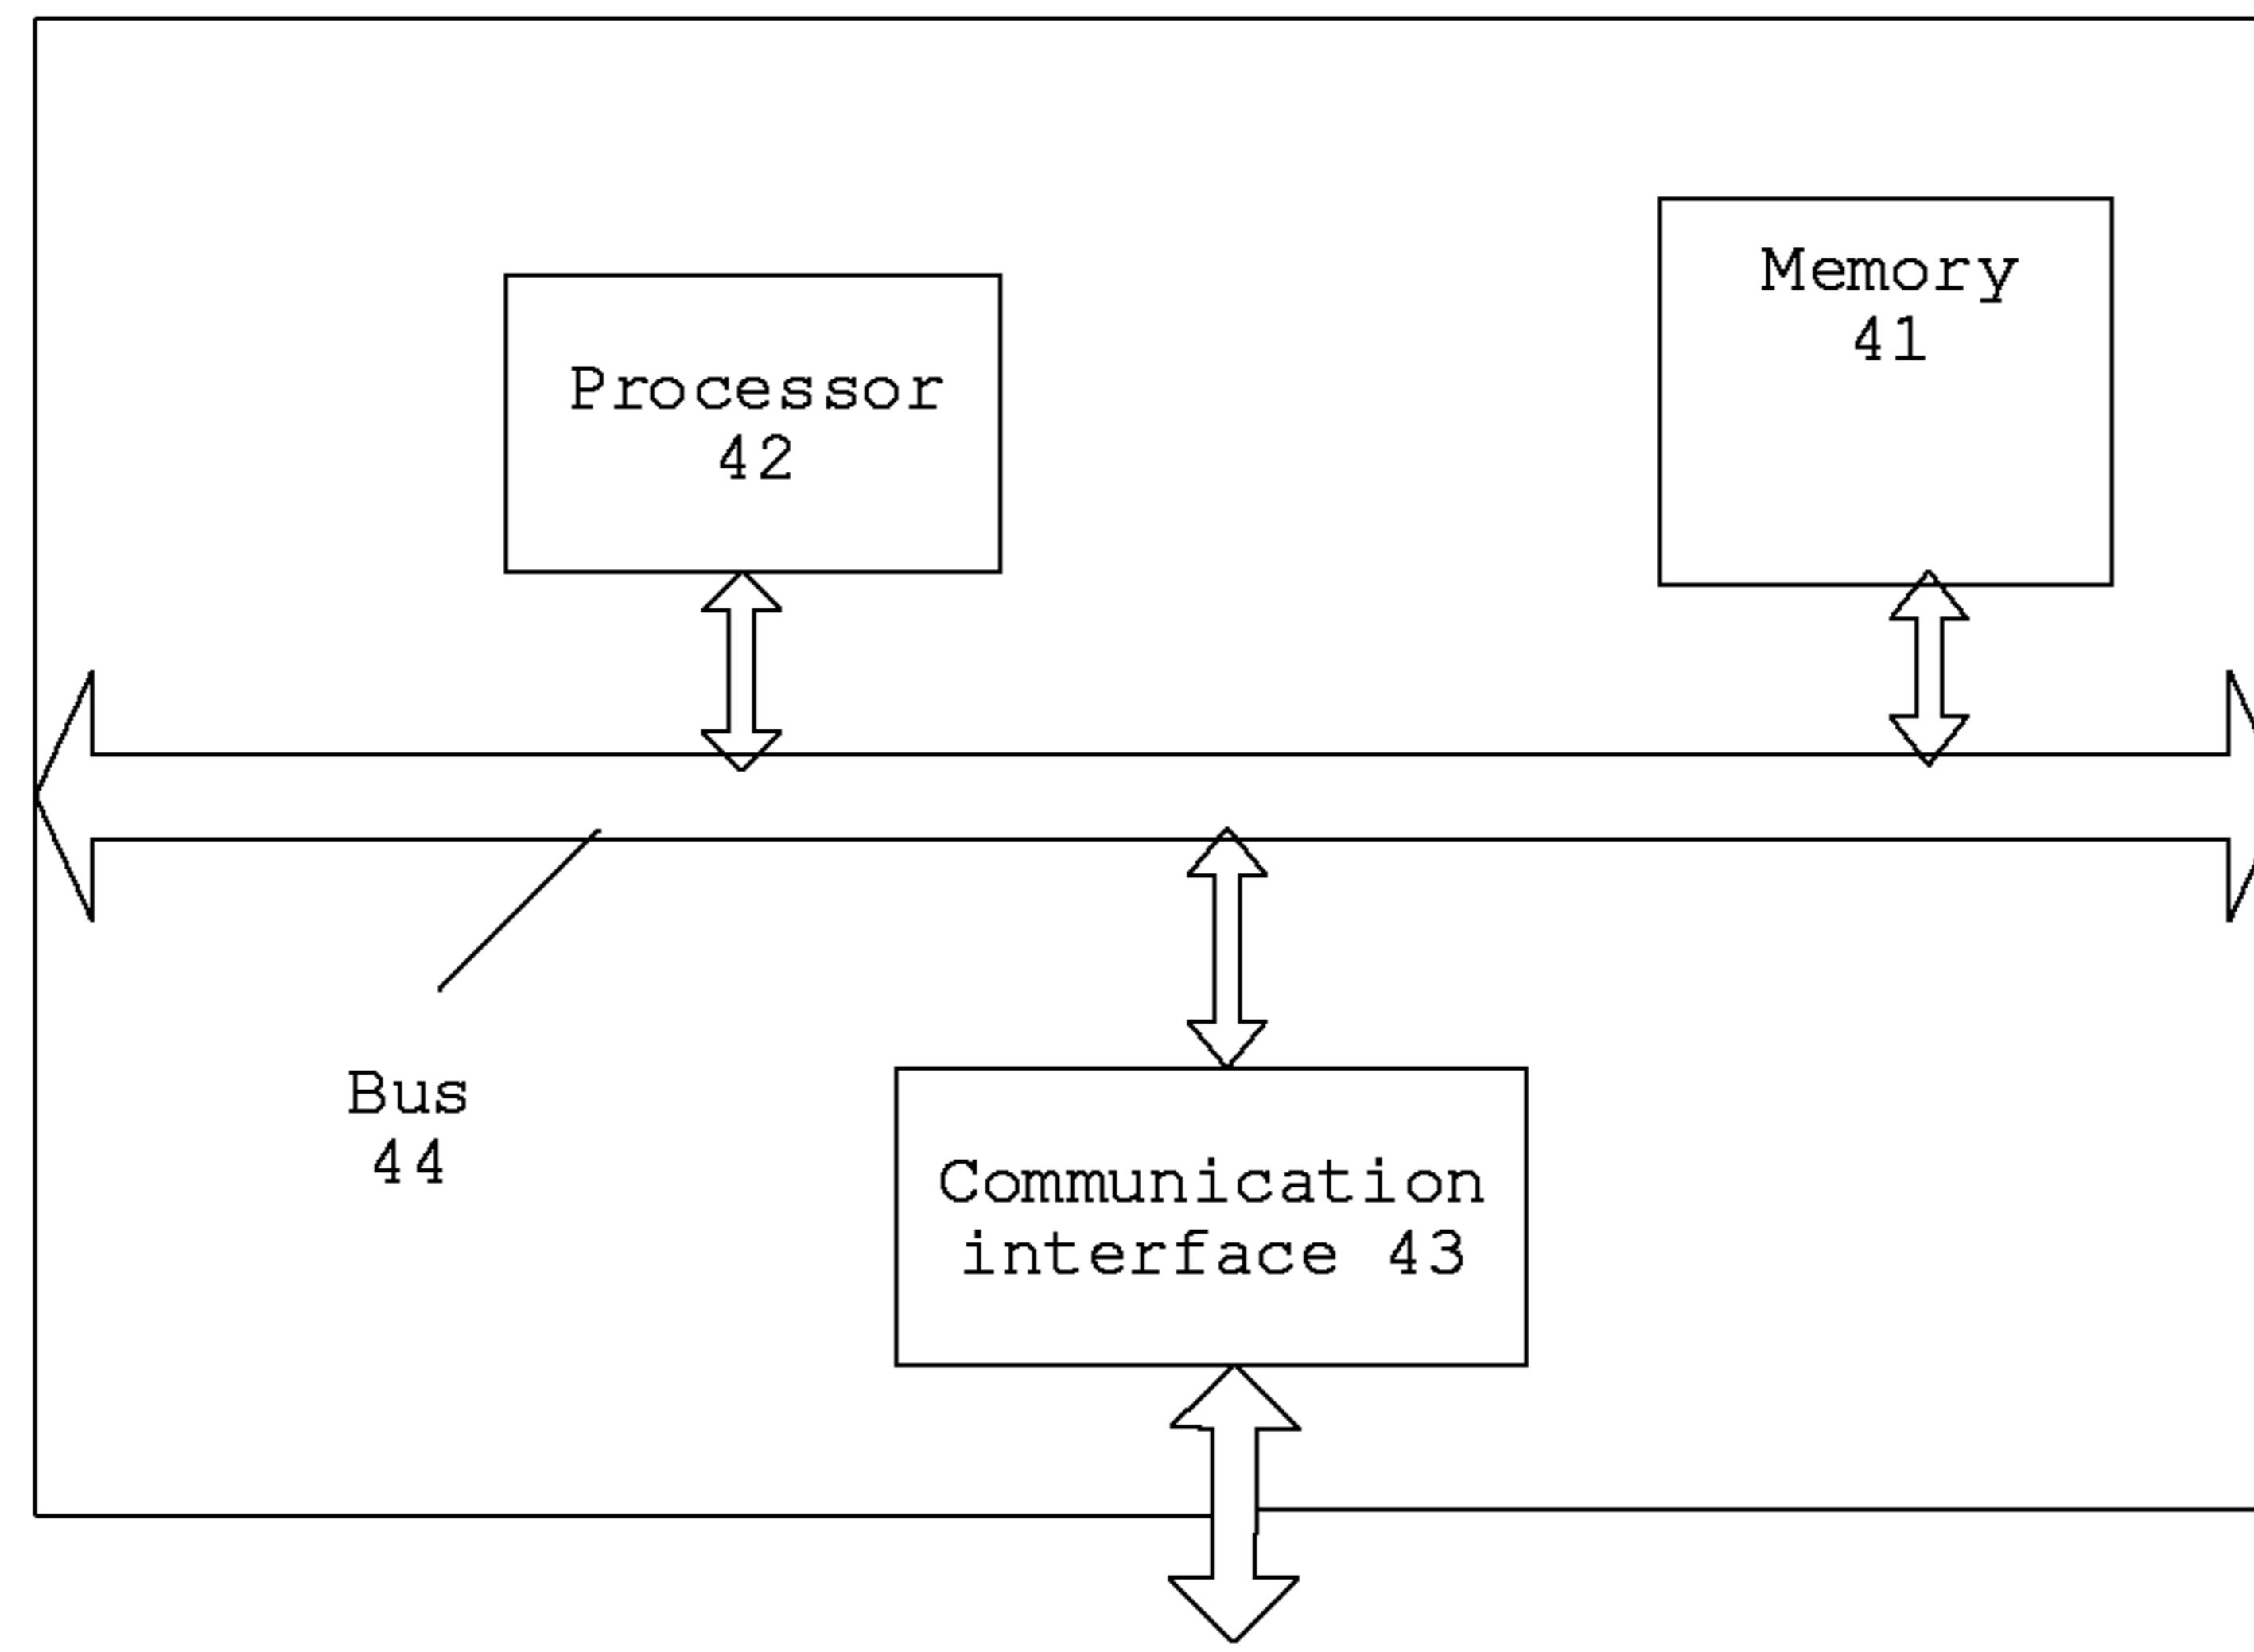 Memory
41
Processor
42
Bus
44
Communication
interface 43